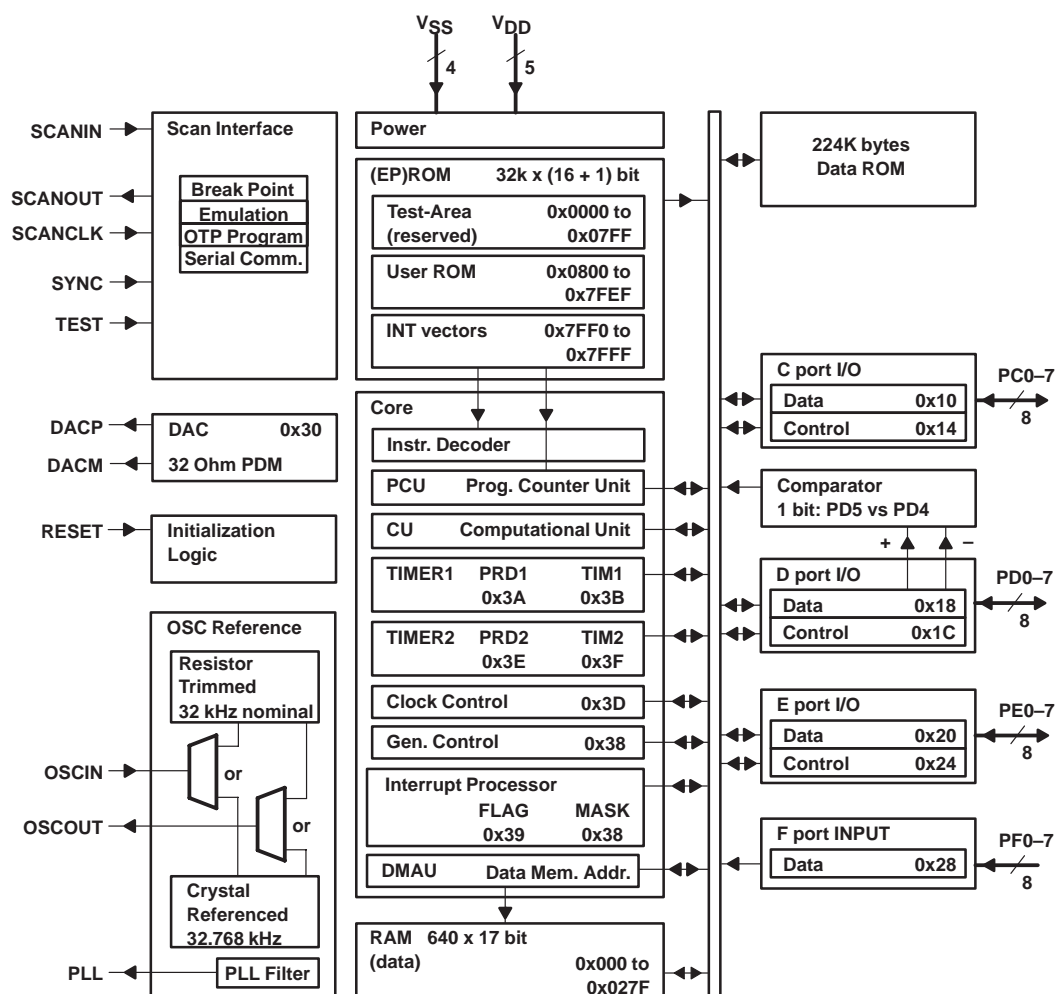 VSS
VDD
4
5
SCANIN
SCANOUT
SCANCLK
SYNC
TEST
Scan Interface
Break Point
Emulation
OTP Program
Serial Comm.
DACP
DACM
DAC 0x30
32 Ohm PDM
RESET
Initialization
Logic
OSC Reference
Resistor
Trimmed
32 kHz nominal
OSCIN
or
OSCOUT
or
Crystal
Referenced
32.768 kHz
PLL
PLL Filter
Power
(EP)ROM 32k x (16 + 1) bit
Test-Area 0x0000 to
(reserved) 0x07FF
User ROM 0x0800 to
0x7FEF
INT vectors 0x7FF0 to
0x7FFF
Core
Instr. Decoder
PCU Prog. Counter Unit
CU Computational Unit
TIMER1 PRD1 TIM1
0x3A 0x3B
TIMER2 PRD2 TIM2
0x3E 0x3F
Clock Control 0x3D
Gen. Control 0x38
Interrupt Processor
FLAG MASK
0x39 0x38
DMAU Data Mem. Addr.
RAM 640 x 17 bit
(data) 0x000 to
0x027F
224K bytes
Data ROM
C port I/O
Data 0x10
Control 0x14
PC0–7
8
Comparator
1 bit: PD5 vs PD4
+ –
D port I/O
Data 0x18
Control 0x1C
PD0–7
8
E port I/O
Data 0x20
Control 0x24
PE0–7
8
F port INPUT
Data 0x28
PF0–7
8